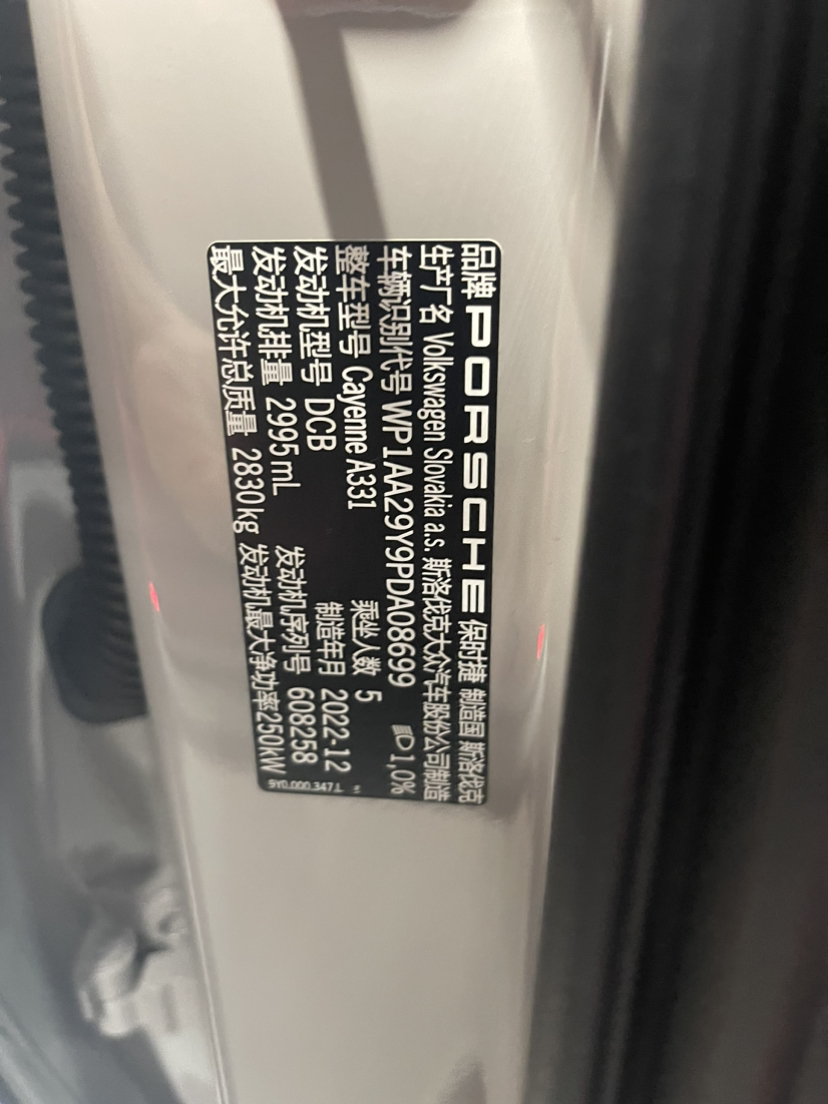 品牌 PORSCHE 保时捷 制造国 斯洛伐克
生产厂名 Volkswagen Slovakia a.s. 斯洛伐克大众汽车股份公司制造
车辆识别代号 WP1AA29Y9PDA08699 1,0%
整车型号 Cayenne A331 乘坐人数 5
发动机型号 DCB 制造年月 2022-12
发动机排量 2995mL 发动机序列号 608258
最大允许总质量 2830kg 发动机最大净功率250kW
9Y0.000.347.L